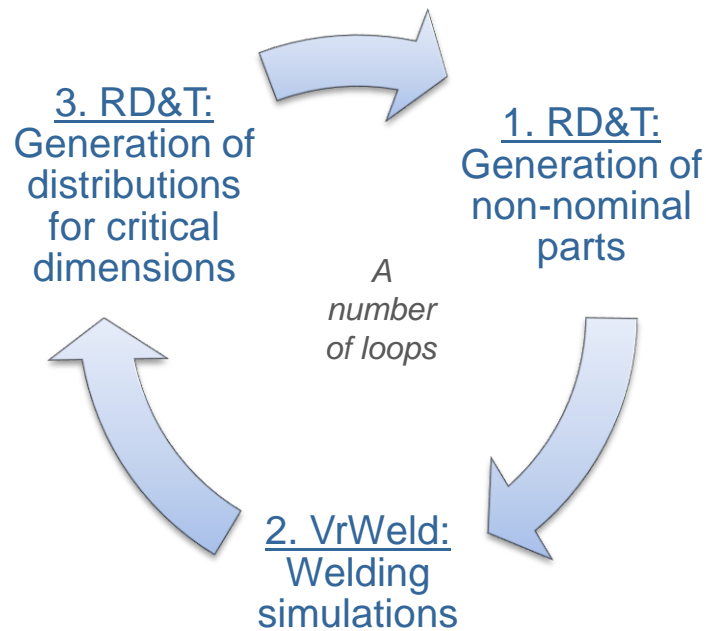 1. RD&T:
Generation of
non-nominal
parts
2. VrWeld:
Welding
simulations
3. RD&T:
Generation of
distributions
for critical
dimensions
A
number
of loops